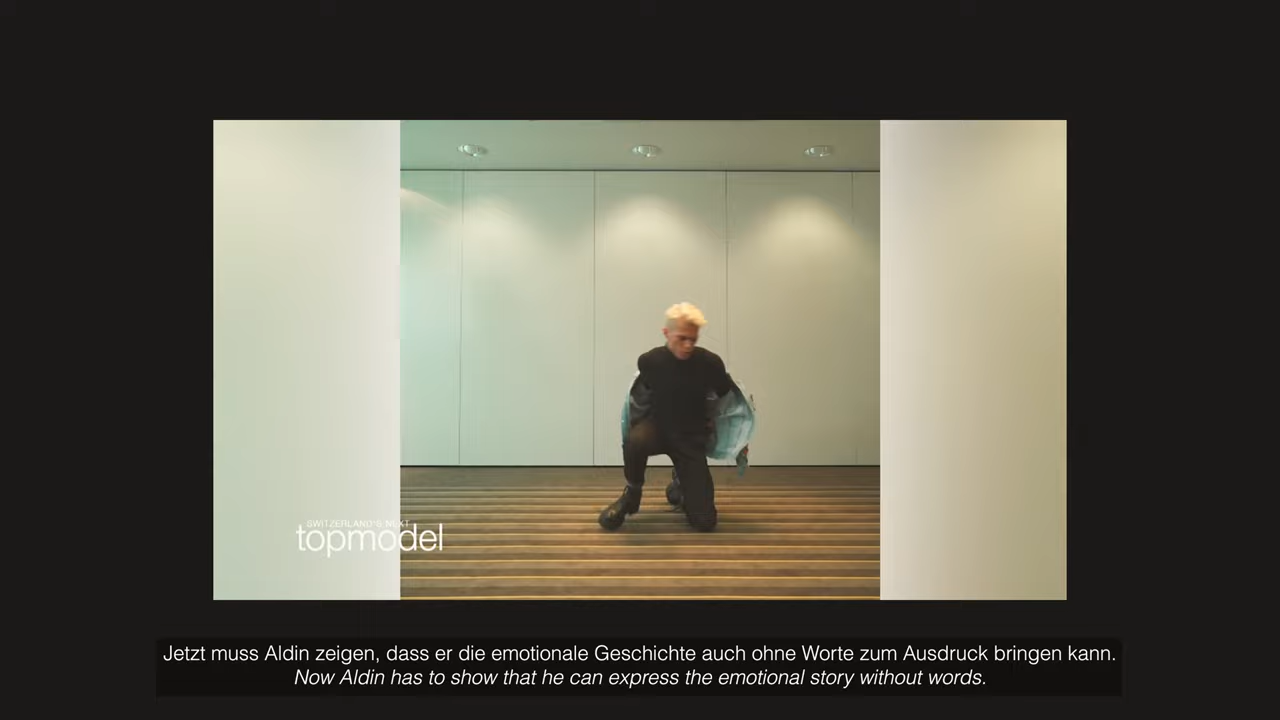 SWITZERLAND'S NEXT
topmodel
Jetzt muss Aldin zeigen, dass er die emotionale Geschichte auch ohne Worte zum Ausdruck bringen kann.
Now Aldin has to show that he can express the emotional story without words.